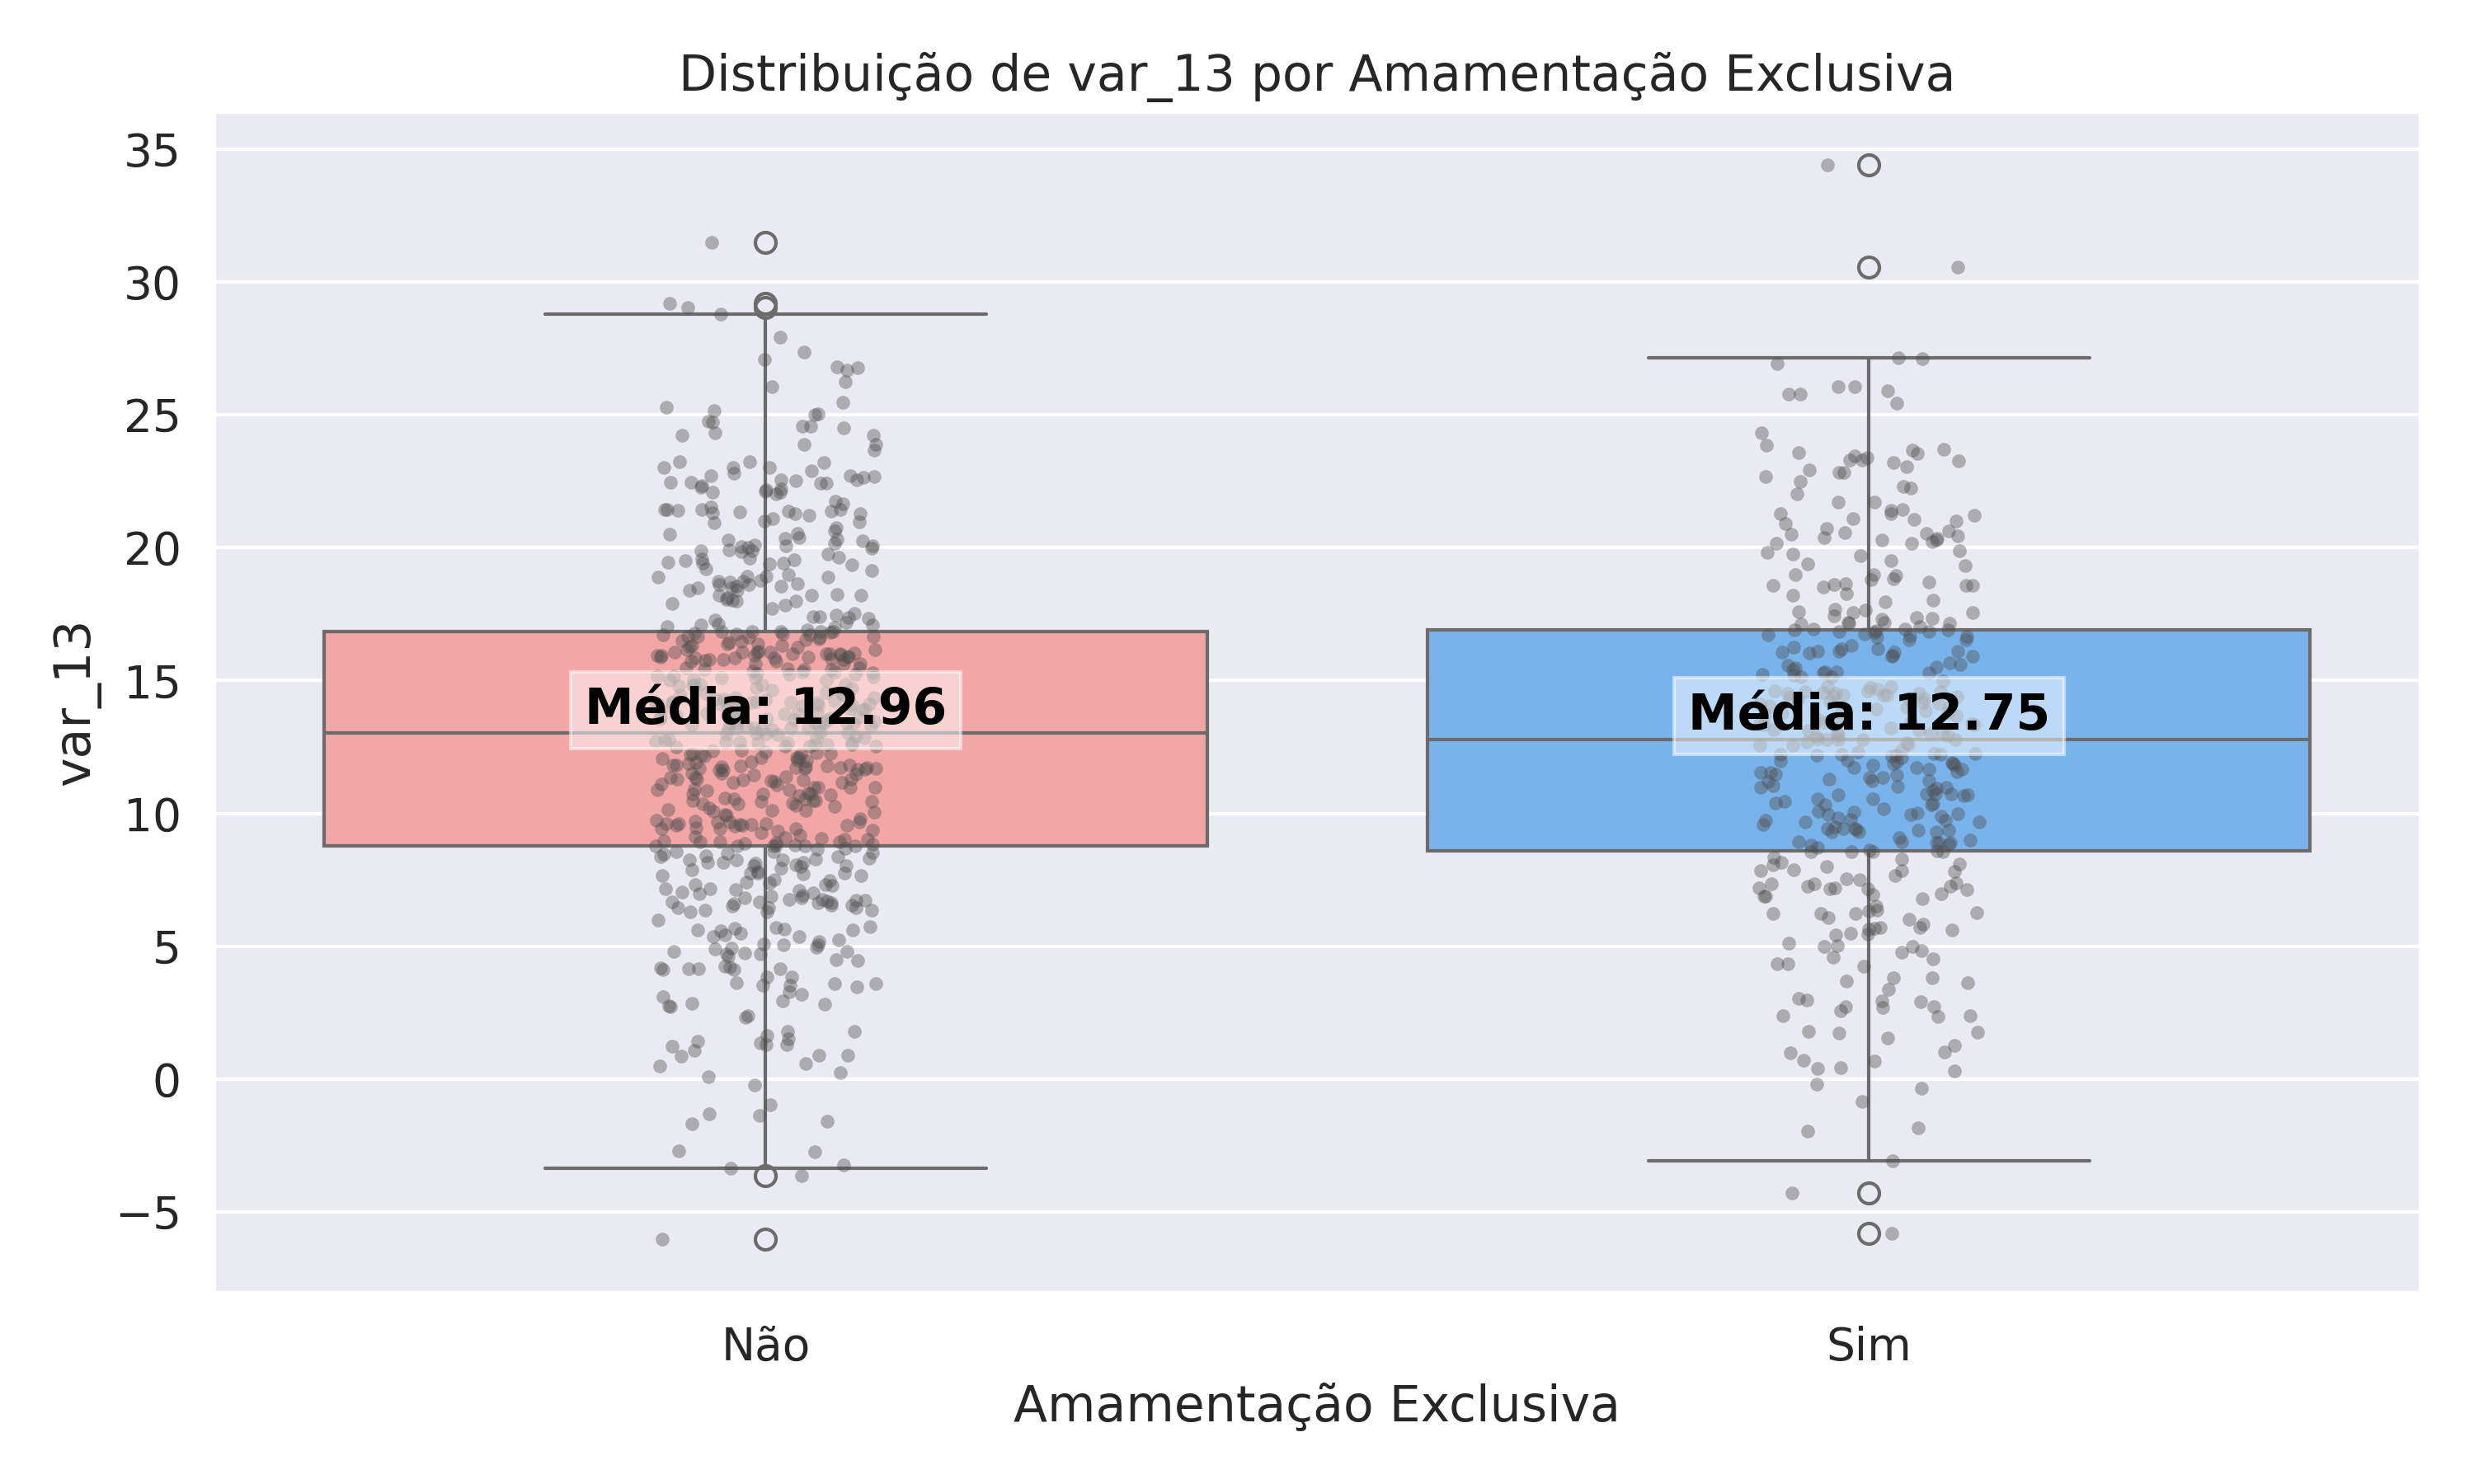 Distribuição de var_13 por Amamentação Exclusiva
35
30
25
20
15
10
5
0
−5
var_13
Média: 12.96
Média: 12.75
Não
Sim
Amamentação Exclusiva